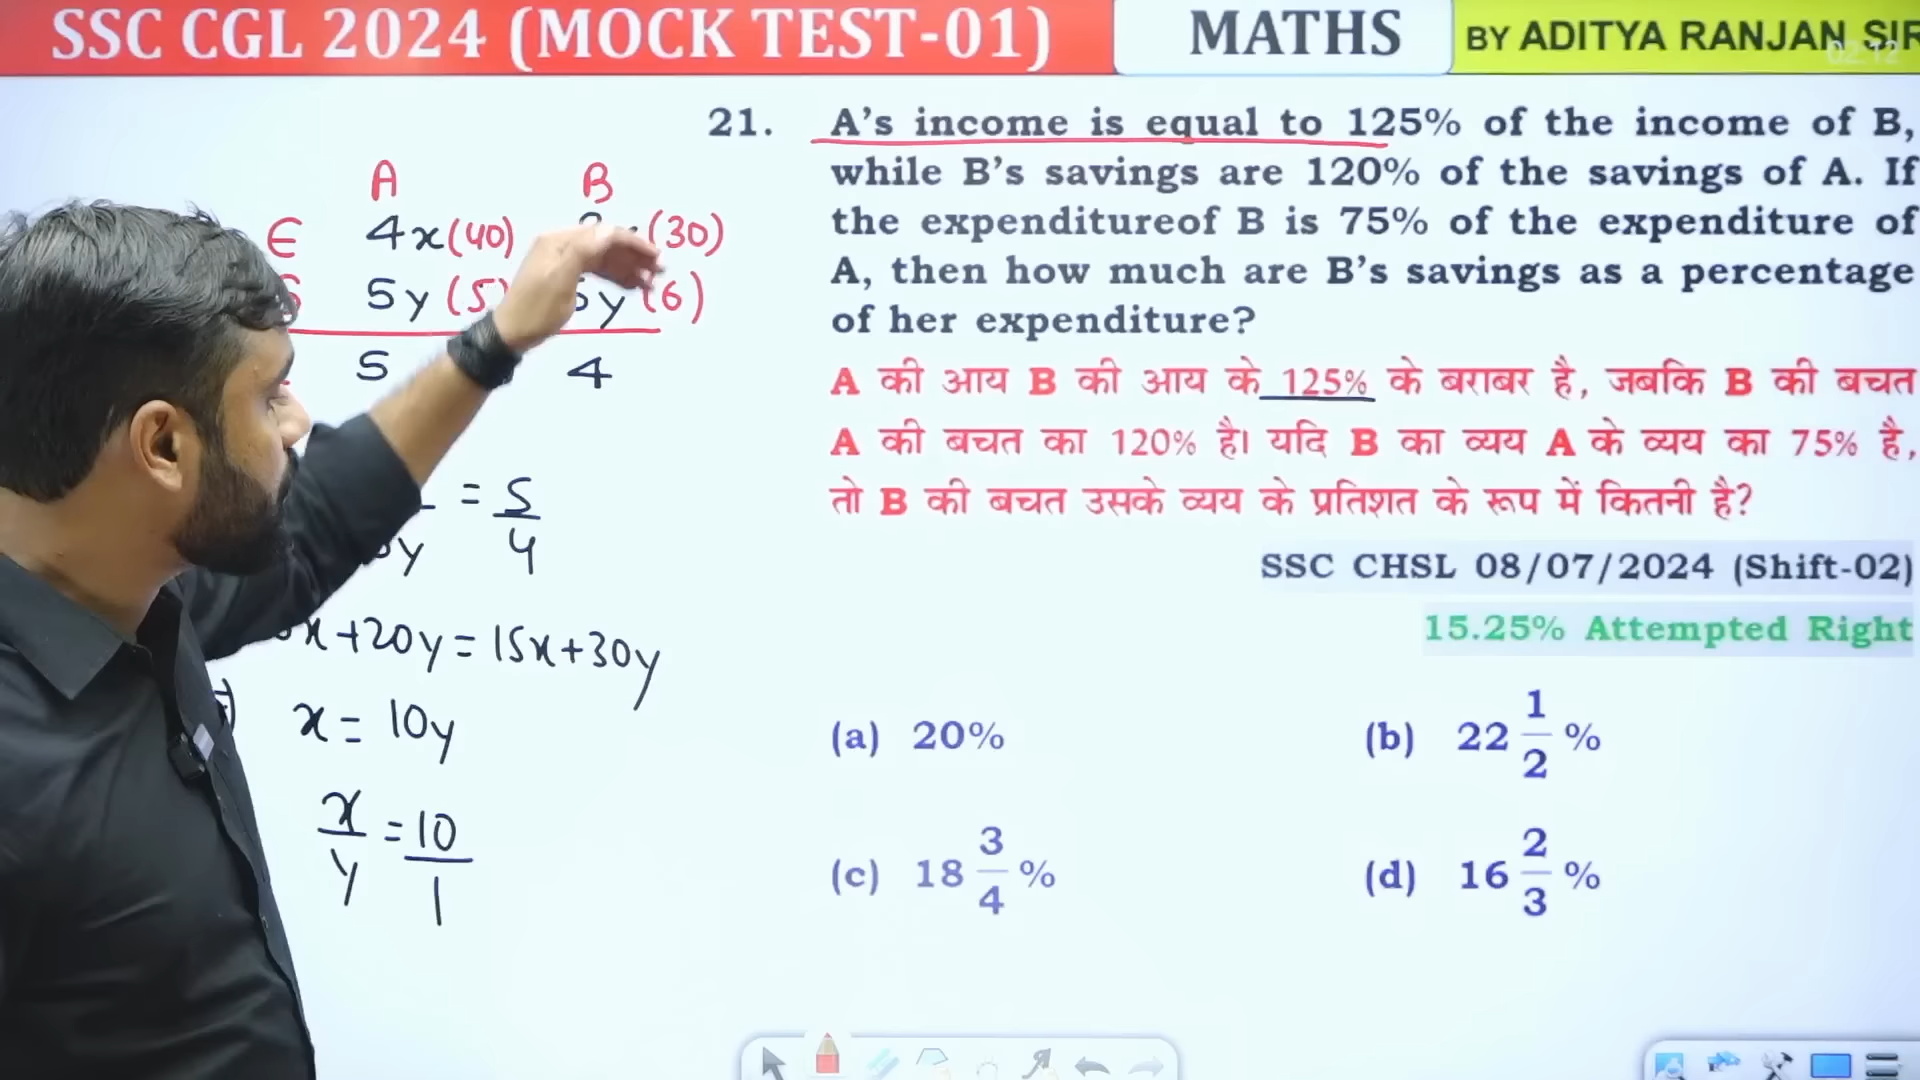 SSC CGL 2024 (MOCK TEST-01) MATHS BY ADITYA RANJAN SIR
02:12
21. A's income is equal to 125% of the income of B,
while B's savings are 120% of the savings of A. If
the expenditureof B is 75% of the expenditure of
A, then how much are B's savings as a percentage
of her expenditure?
A की आय B की आय के 125% के बराबर है, जबकि B की बचत
A की बचत का 120% है। यदि B का व्यय A के व्यय का 75% है,
तो B की बचत उसके व्यय के प्रतिशत के रूप में कितनी है?
SSC CHSL 08/07/2024 (Shift-02)
15.25% Attempted Right
(a) 20% (b) 22 1/2 %
(c) 18 3/4 % (d) 16 2/3 %
A B
E 4x(40) (30)
5y(5) y(6)
5 4
y = 5/4
x+20y = 15x+30y
x = 10y
x/y = 10/1